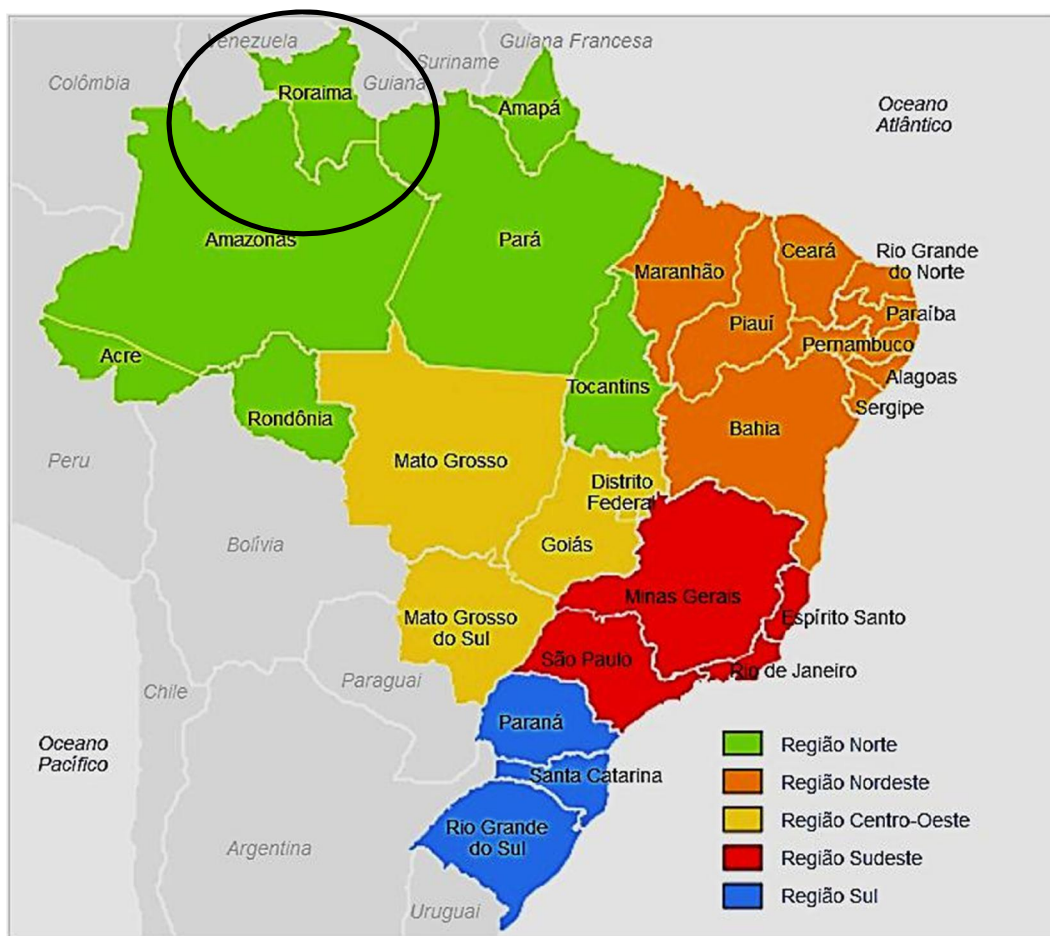 Venezuela
Guiana Francesa
Suriname
Colômbia
Guiana
Roraima
Amapá
Oceano
Atlântico
Amazonas
Pará
Maranhão
Ceará
Rio Grande
do Norte
Piauí
Paraíba
Pernambuco
Acre
Tocantins
Alagoas
Sergipe
Rondônia
Bahia
Peru
Mato Grosso
Distrito
Federal
Bolívia
Goiás
Minas Gerais
Espírito Santo
Mato Grosso
do Sul
São Paulo
Rio de Janeiro
Paraguai
Chile
Paraná
Oceano
Pacífico
Santa Catarina
Rio Grande
do Sul
Argentina
Uruguai
Região Norte
Região Nordeste
Região Centro-Oeste
Região Sudeste
Região Sul